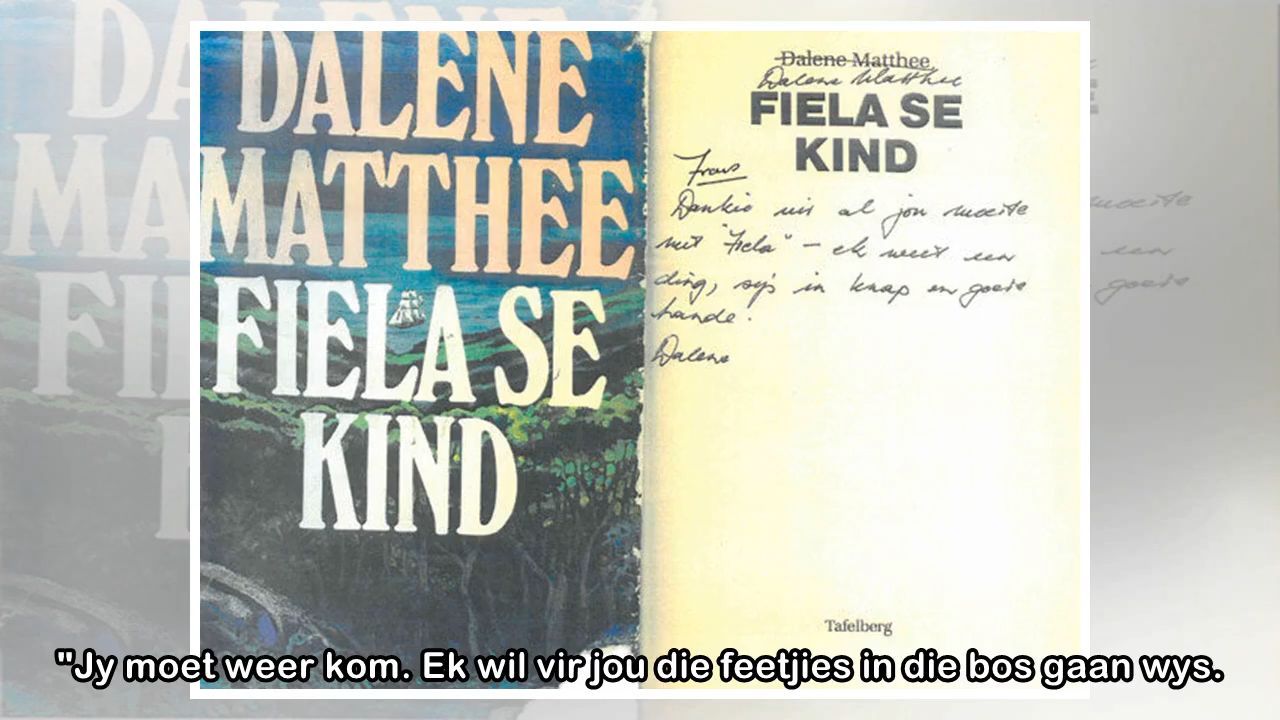 DALENE
MATTHEE
FIELA SE
KIND
Dalene Matthee
Dalene Matthee
FIELA SE
KIND
Frans
Dankie vir al jou moeite
met "Fiela" – ek weet een
ding, sy's in knap en goeie
hande.
Dalene
Tafelberg
"Jy moet weer kom. Ek wil vir jou die feetjies in die bos gaan wys.